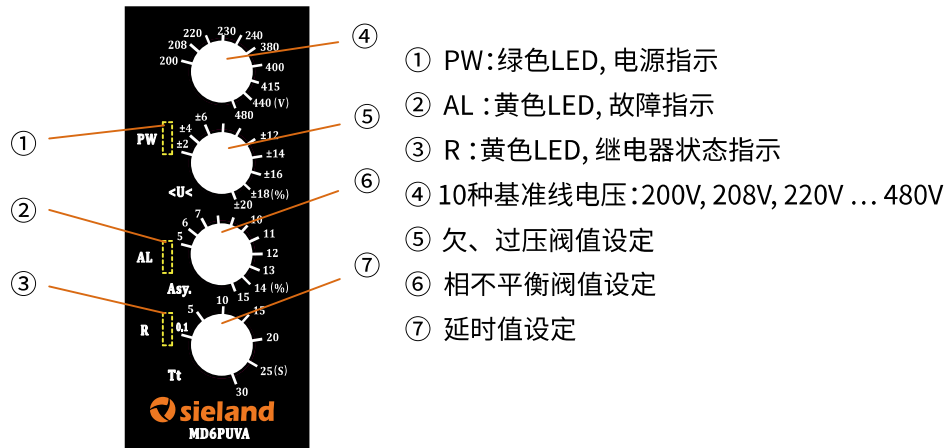 200 208 220 230 240 380 400 415 440 (V) 480
PW
±2 ±4 ±6 ±12 ±14 ±16 ±18(%) ±20
<U<
AL
5 6 7 10 11 12 13 14 (%) 15
Asy.
R
0,1 5 10 15 20 25(S) 30
Tt
sieland
MD6PUVA
①
②
③
④
⑤
⑥
⑦
① PW:绿色LED, 电源指示
② AL :黄色LED, 故障指示
③ R :黄色LED, 继电器状态指示
④ 10种基准线电压:200V, 208V, 220V … 480V
⑤ 欠、过压阀值设定
⑥ 相不平衡阀值设定
⑦ 延时值设定